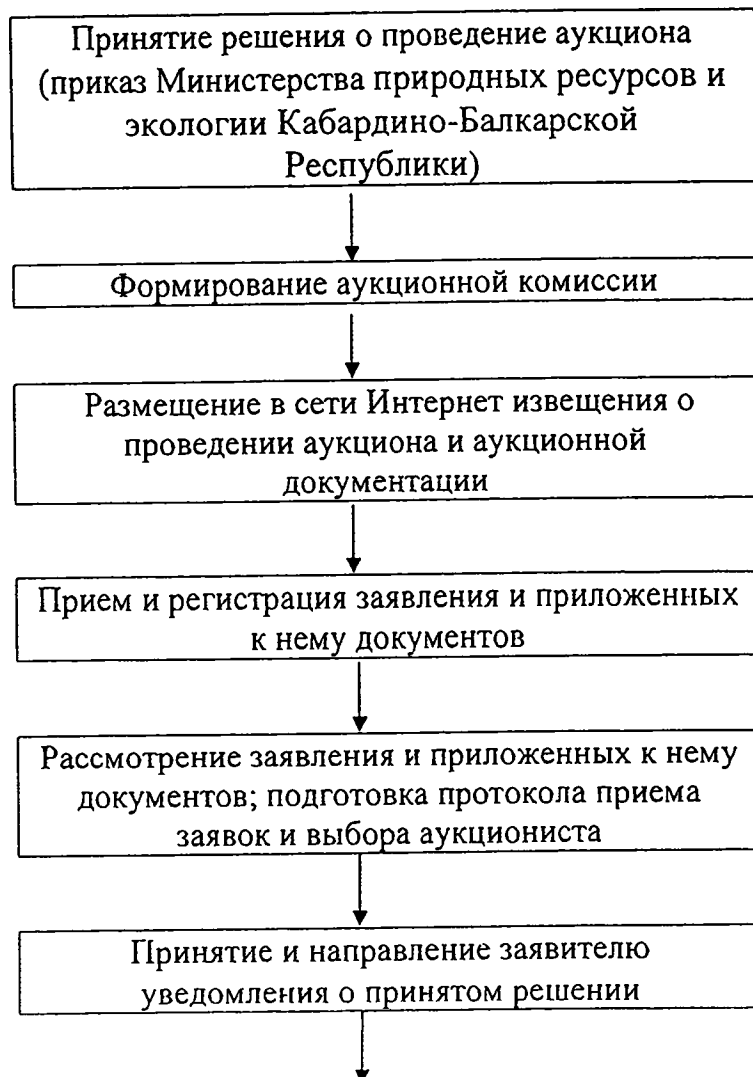 Принятие решения о проведение аукциона
(приказ Министерства природных ресурсов и
экологии Кабардино-Балкарской
Республики)
Формирование аукционной комиссии
Размещение в сети Интернет извещения о
проведении аукциона и аукционной
документации
Прием и регистрация заявления и приложенных
к нему документов
Рассмотрение заявления и приложенных к нему
документов; подготовка протокола приема
заявок и выбора аукциониста
Принятие и направление заявителю
уведомления о принятом решении